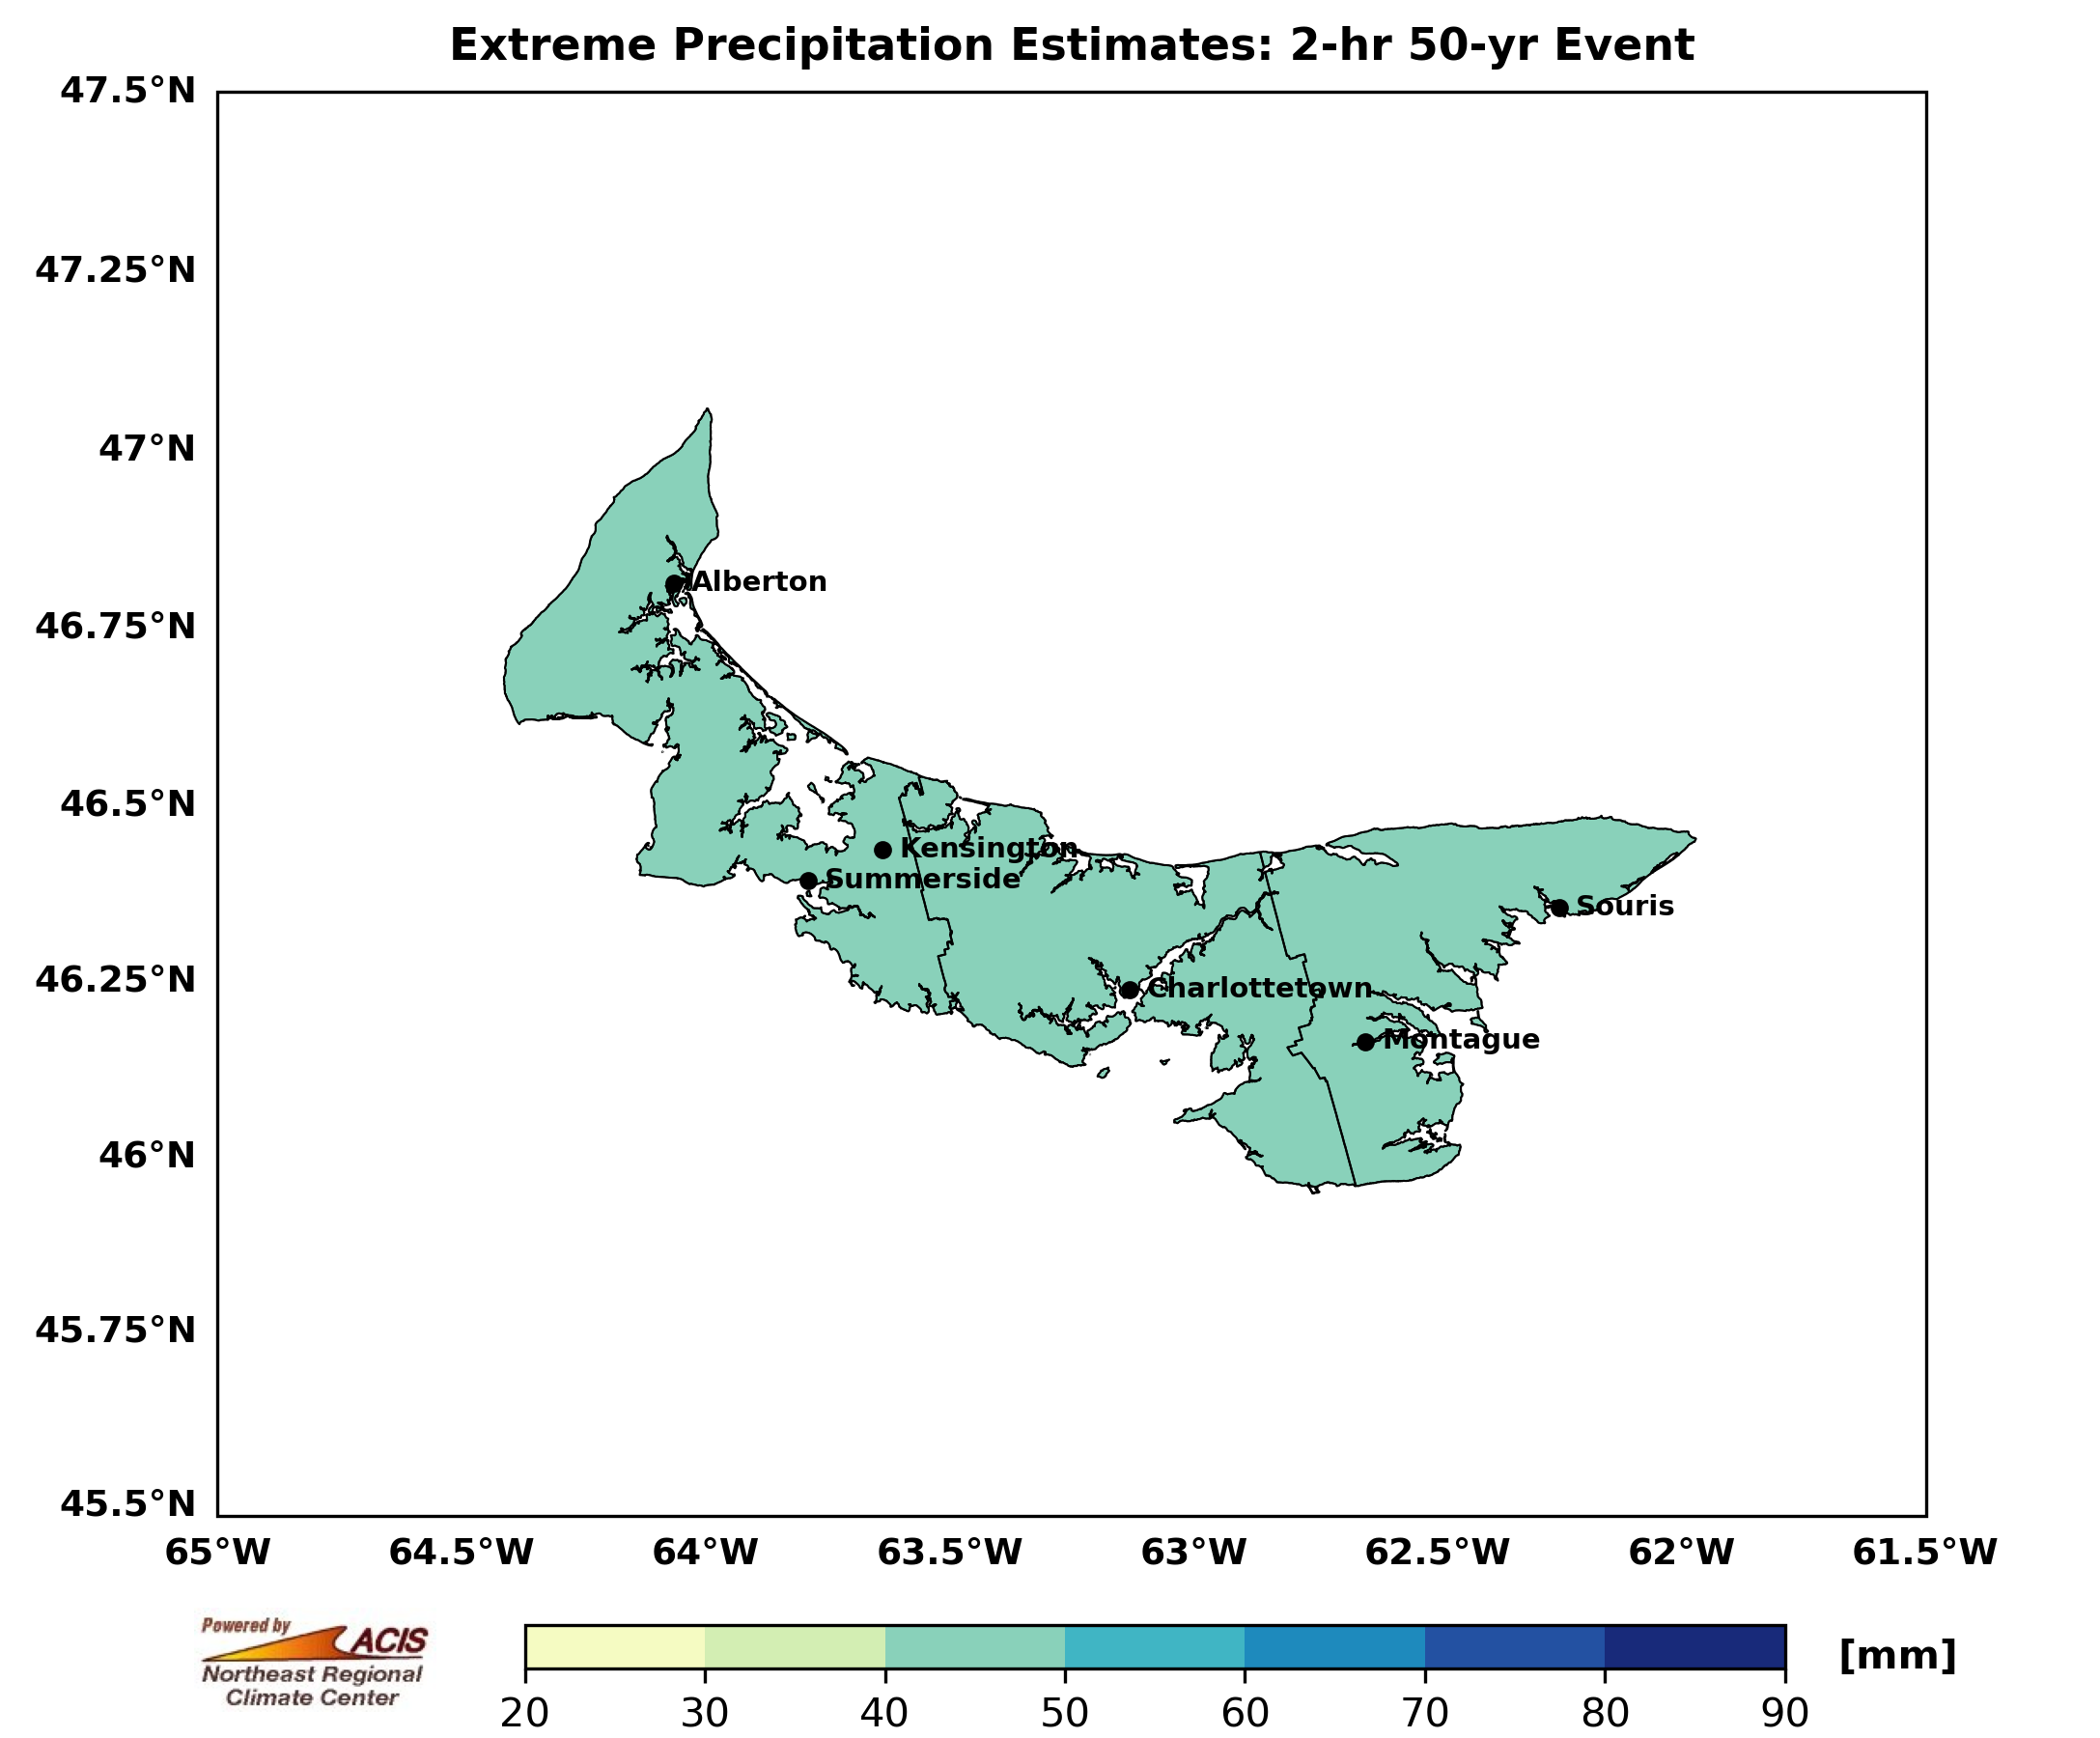 Extreme Precipitation Estimates: 2-hr 50-yr Event
47.5°N
47.25°N
47°N
46.75°N
46.5°N
46.25°N
46°N
45.75°N
45.5°N
Alberton
Kensington
Summerside
Souris
Charlottetown
Montague
65°W 64.5°W 64°W 63.5°W 63°W 62.5°W 62°W 61.5°W
Powered by
ACIS
Northeast Regional
Climate Center
[mm]
20 30 40 50 60 70 80 90